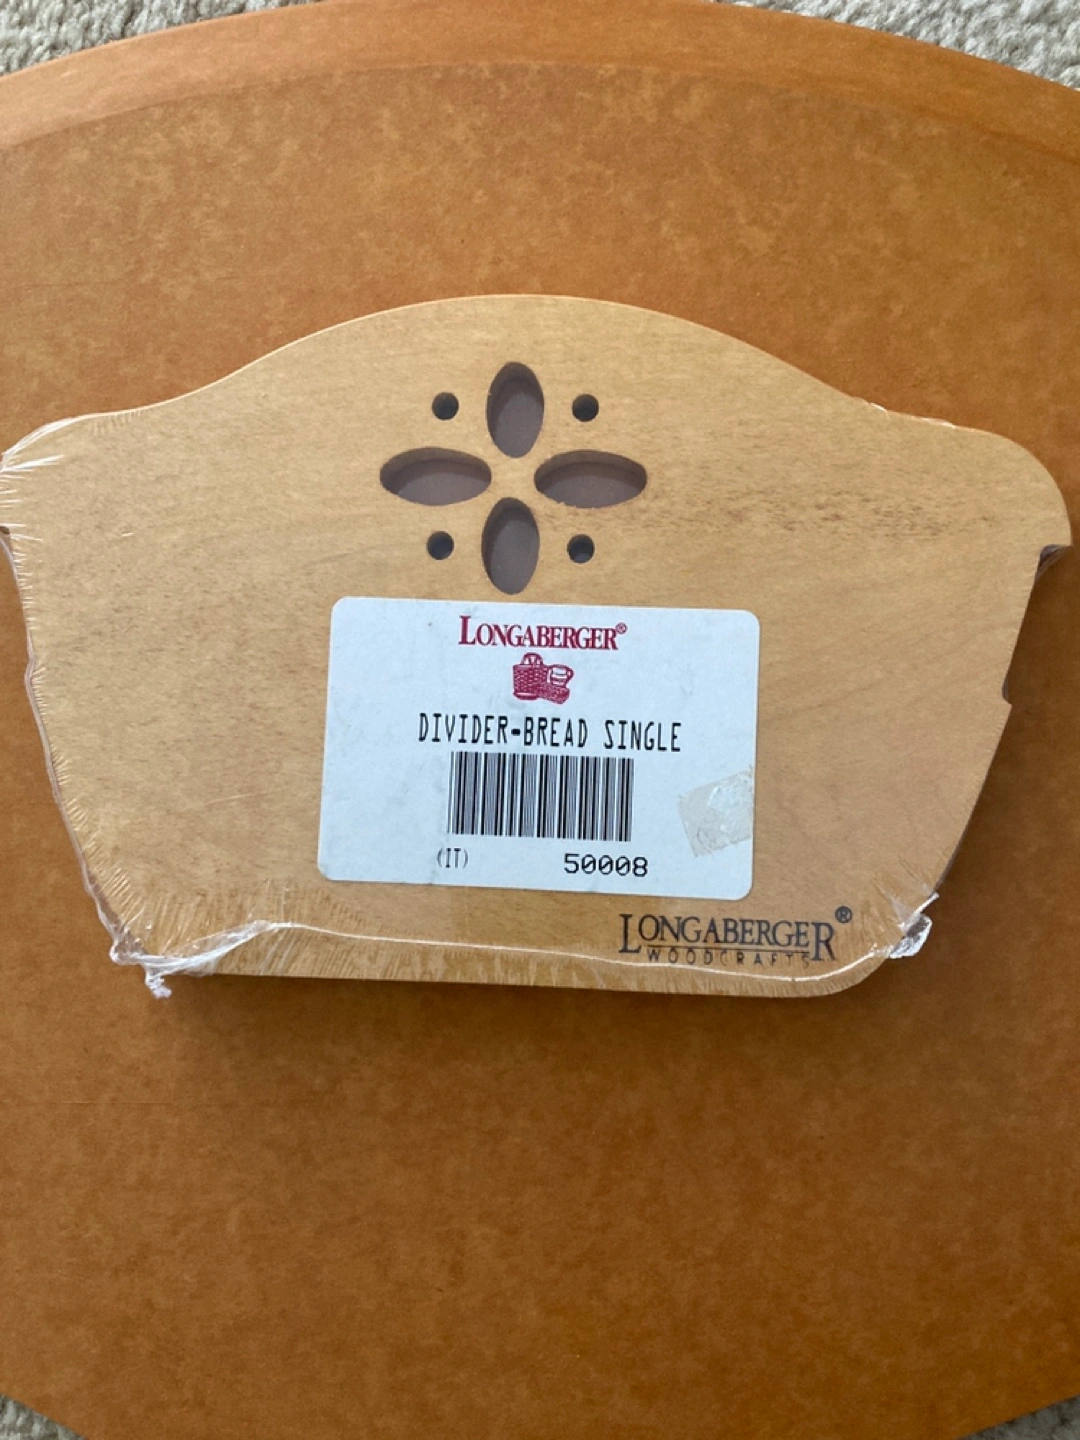 LONGABERGER®
DIVIDER-BREAD SINGLE
(IT) 50008
LONGABERGER®
WOODCRAFTS